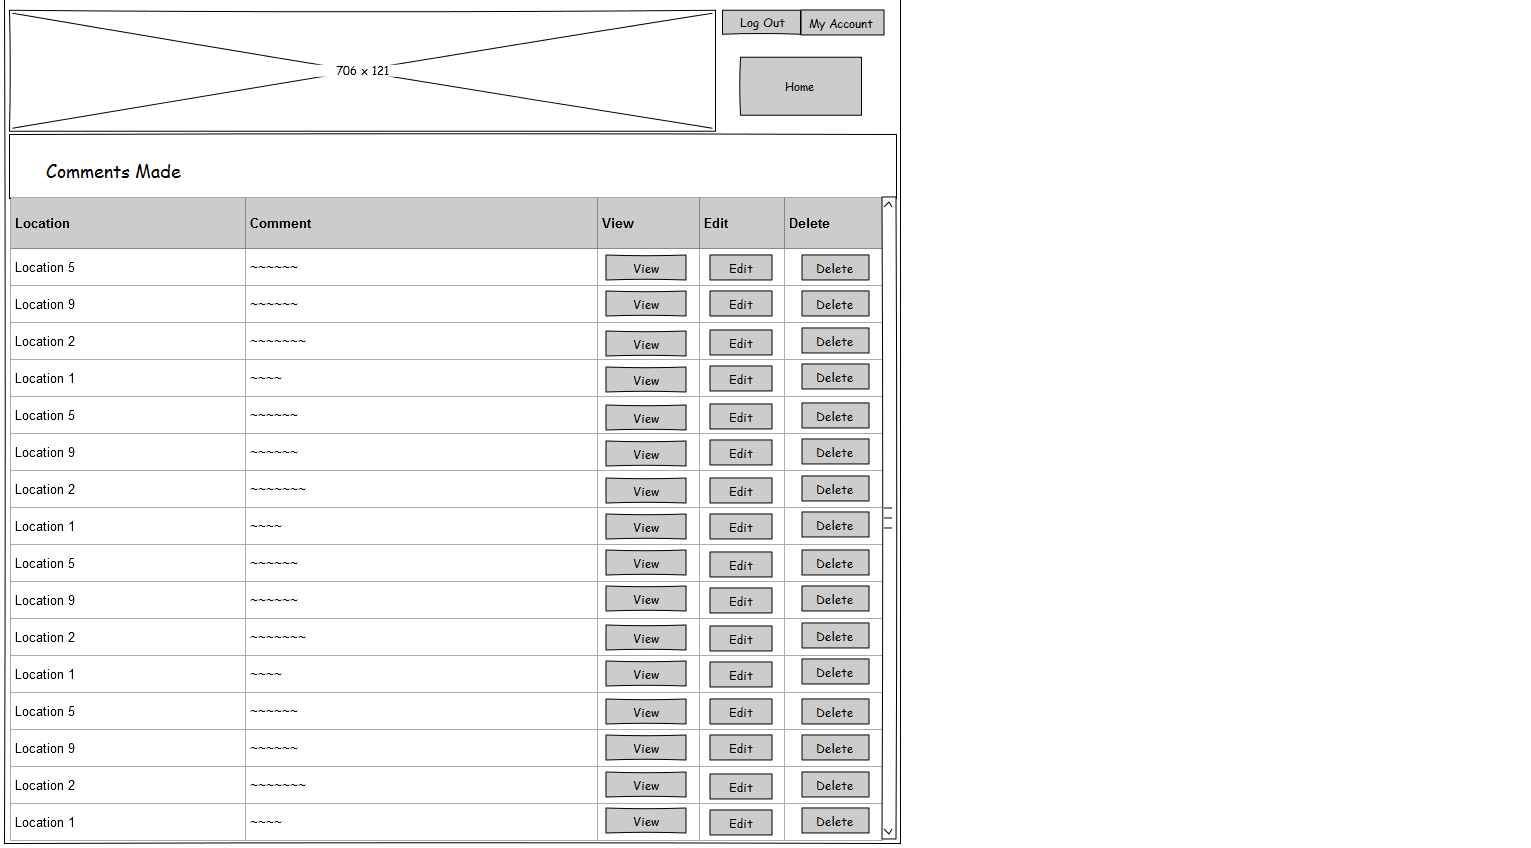 706 x 121
Log Out My Account
Home
Comments Made
Location Comment View Edit Delete
Location 5 ~~~~~~ View Edit Delete
Location 9 ~~~~~~ View Edit Delete
Location 2 ~~~~~~~ View Edit Delete
Location 1 ~~~~ View Edit Delete
Location 5 ~~~~~~ View Edit Delete
Location 9 ~~~~~~ View Edit Delete
Location 2 ~~~~~~~ View Edit Delete
Location 1 ~~~~ View Edit Delete
Location 5 ~~~~~~ View Edit Delete
Location 9 ~~~~~~ View Edit Delete
Location 2 ~~~~~~~ View Edit Delete
Location 1 ~~~~ View Edit Delete
Location 5 ~~~~~~ View Edit Delete
Location 9 ~~~~~~ View Edit Delete
Location 2 ~~~~~~~ View Edit Delete
Location 1 ~~~~ View Edit Delete